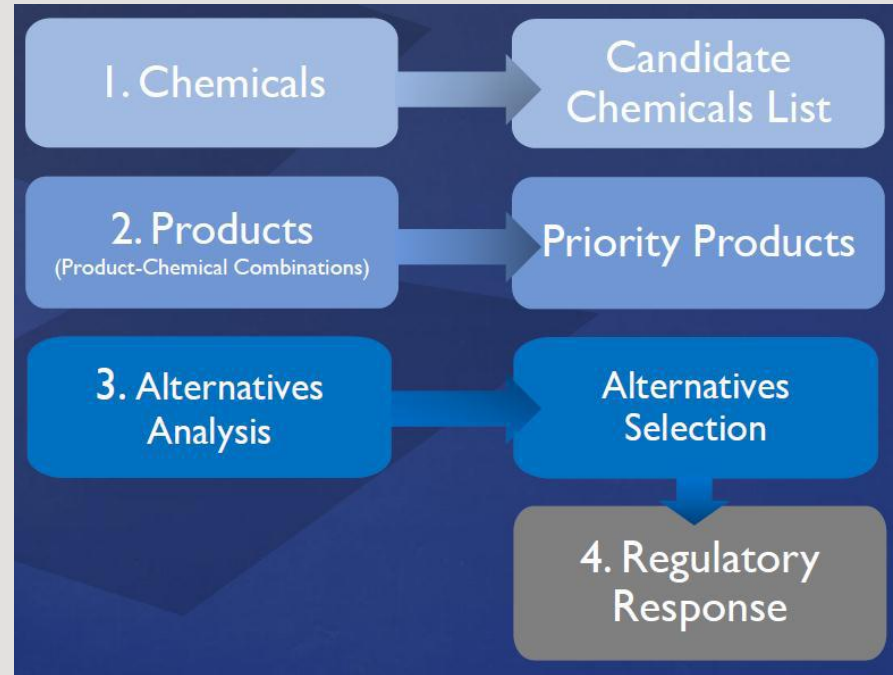 1. Chemicals
Candidate
Chemicals List
2. Products
(Product-Chemical Combinations)
Priority Products
3. Alternatives
Analysis
Alternatives
Selection
4. Regulatory
Response